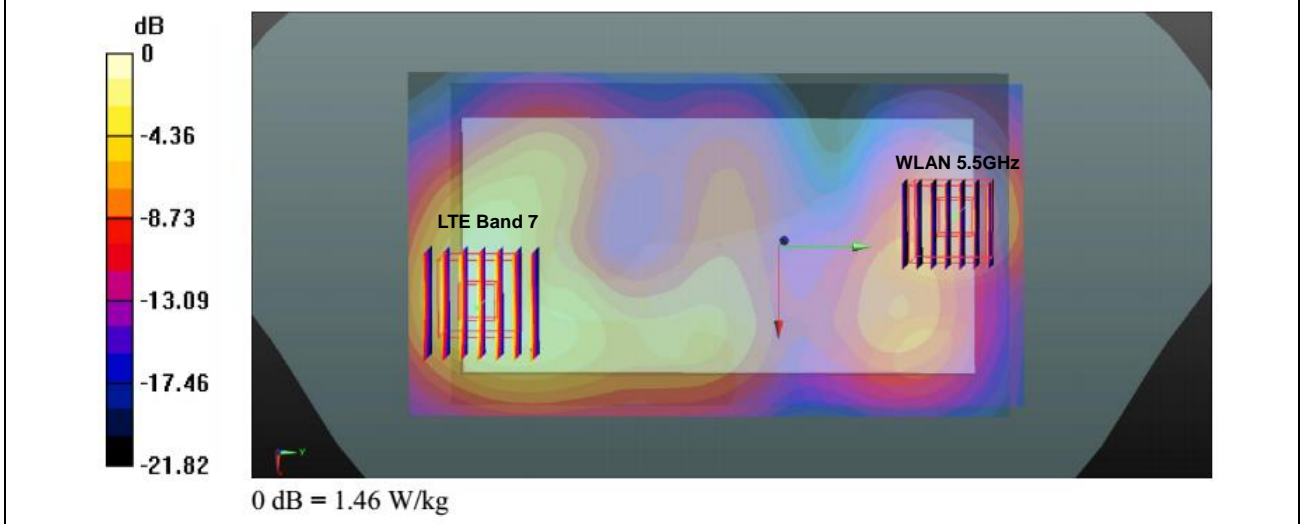 dB
0
-4.36
-8.73
-13.09
-17.46
-21.82
WLAN 5.5GHz
LTE Band 7
Y
0 dB = 1.46 W/kg